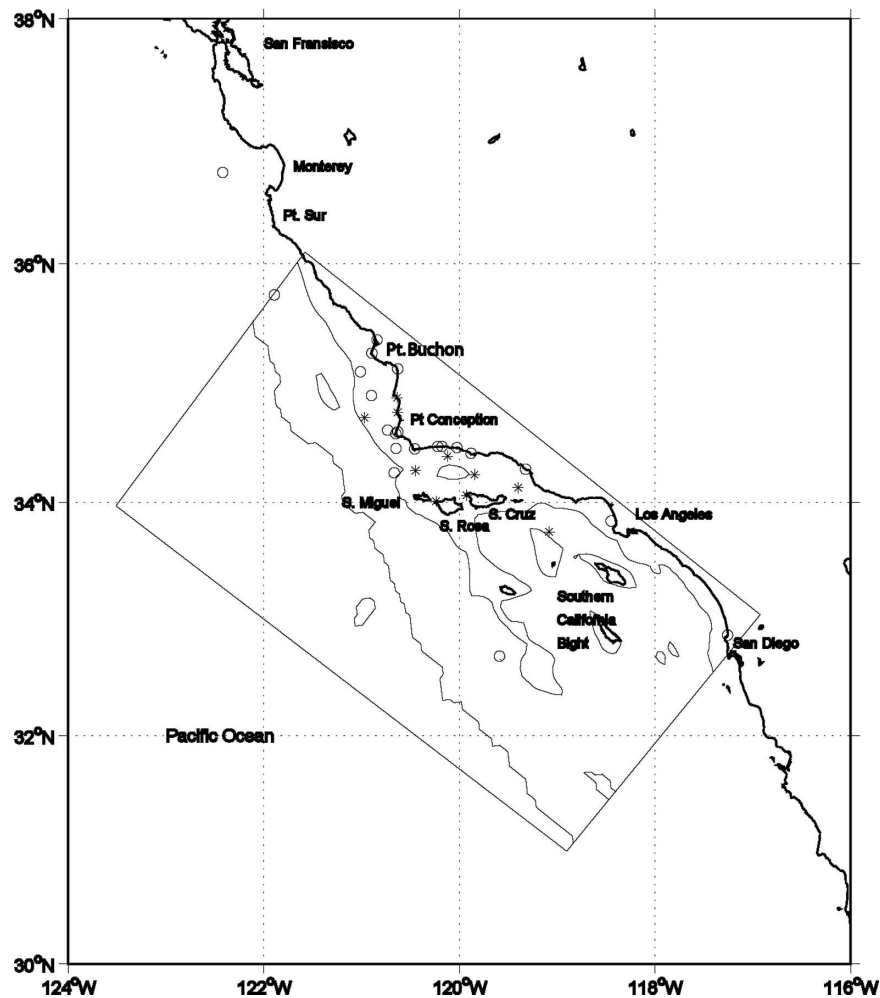 38°N
San Fransisco
Monterey
Pt. Sur
36°N
Pt. Buchon
Pt Conception
34°N
S. Miguel
S. Rosa
S. Cruz
Los Angeles
Southern
California
Bight
San Diego
32°N
Pacific Ocean
30°N
124°W
122°W
120°W
118°W
116°W